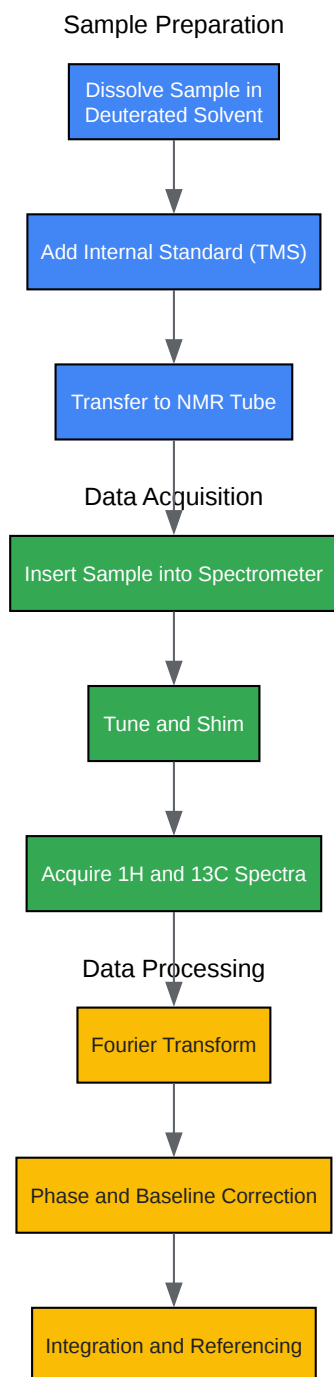 Sample Preparation
Dissolve Sample in
Deuterated Solvent
Add Internal Standard (TMS)
Transfer to NMR Tube
Data Acquisition
Insert Sample into Spectrometer
Tune and Shim
Acquire 1H and 13C Spectra
Data Processing
Fourier Transform
Phase and Baseline Correction
Integration and Referencing